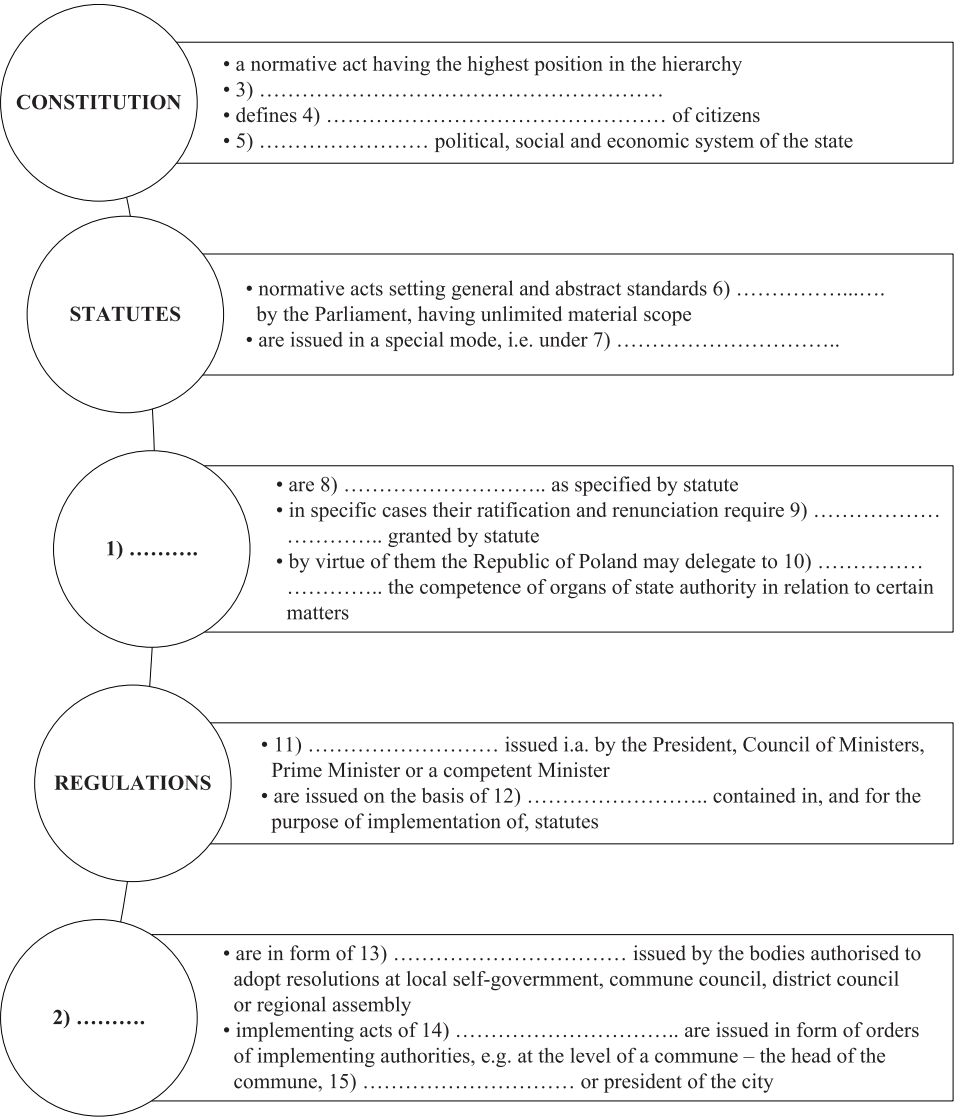 CONSTITUTION
• a normative act having the highest position in the hierarchy
• 3) …………………………………………………
• defines 4) ………………………………………… of citizens
• 5) …………………… political, social and economic system of the state
STATUTES
• normative acts setting general and abstract standards 6) ……………...….
by the Parliament, having unlimited material scope
• are issued in a special mode, i.e. under 7) …………………………..
1) ……….
• are 8) ……………………….. as specified by statute
• in specific cases their ratification and renunciation require 9) ………………
………….. granted by statute
• by virtue of them the Republic of Poland may delegate to 10) ……………
………….. the competence of organs of state authority in relation to certain
matters
REGULATIONS
• 11) ……………………… issued i.a. by the President, Council of Ministers,
Prime Minister or a competent Minister
• are issued on the basis of 12) …………………….. contained in, and for the
purpose of implementation of, statutes
2) ……….
• are in form of 13) …………………………… issued by the bodies authorised to
adopt resolutions at local self-govermment, commune council, district council
or regional assembly
• implementing acts of 14) ………………………….. are issued in form of orders
of implementing authorities, e.g. at the level of a commune – the head of the
commune, 15) ………………………… or president of the city